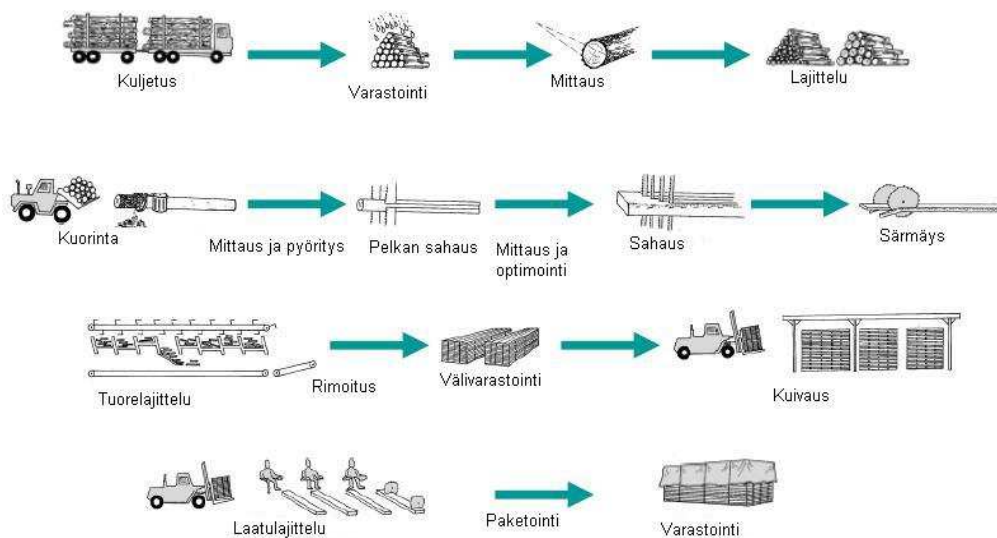 Kuljetus
Varastointi
Mittaus
Lajittelu
Kuorinta
Mittaus ja pyöritys
Pelkan sahaus
Mittaus ja
optimointi
Sahaus
Särmäys
Tuorelajittelu
Rimoitus
Välivarastointi
Kuivaus
Laatulajittelu
Paketointi
Varastointi